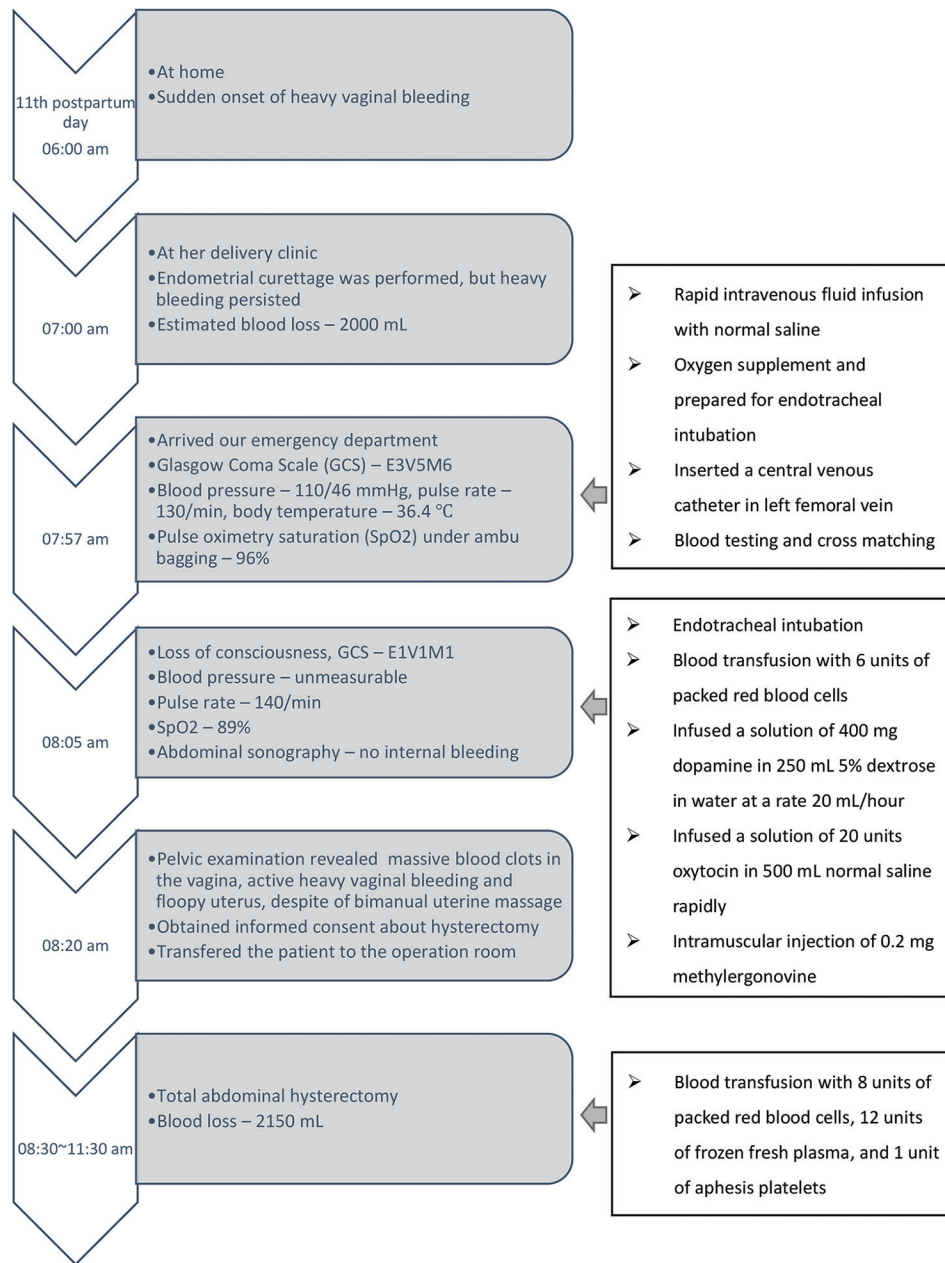 11th postpartum
day
06:00 am
•At home
•Sudden onset of heavy vaginal bleeding
07:00 am
•At her delivery clinic
•Endometrial curettage was performed, but heavy
bleeding persisted
•Estimated blood loss – 2000 mL
07:57 am
•Arrived our emergency department
•Glasgow Coma Scale (GCS) – E3V5M6
•Blood pressure – 110/46 mmHg, pulse rate –
130/min, body temperature – 36.4 °C
•Pulse oximetry saturation (SpO2) under ambu
bagging – 96%
➢ Rapid intravenous fluid infusion
with normal saline
➢ Oxygen supplement and
prepared for endotracheal
intubation
➢ Inserted a central venous
catheter in left femoral vein
➢ Blood testing and cross matching
08:05 am
•Loss of consciousness, GCS – E1V1M1
•Blood pressure – unmeasurable
•Pulse rate – 140/min
•SpO2 – 89%
•Abdominal sonography – no internal bleeding
➢ Endotracheal intubation
➢ Blood transfusion with 6 units of
packed red blood cells
➢ Infused a solution of 400 mg
dopamine in 250 mL 5% dextrose
in water at a rate 20 mL/hour
➢ Infused a solution of 20 units
oxytocin in 500 mL normal saline
rapidly
➢ Intramuscular injection of 0.2 mg
methylergonovine
08:20 am
•Pelvic examination revealed massive blood clots in
the vagina, active heavy vaginal bleeding and
floopy uterus, despite of bimanual uterine massage
•Obtained informed consent about hysterectomy
•Transfered the patient to the operation room
08:30~11:30 am
•Total abdominal hysterectomy
•Blood loss – 2150 mL
➢ Blood transfusion with 8 units of
packed red blood cells, 12 units
of frozen fresh plasma, and 1 unit
of aphesis platelets